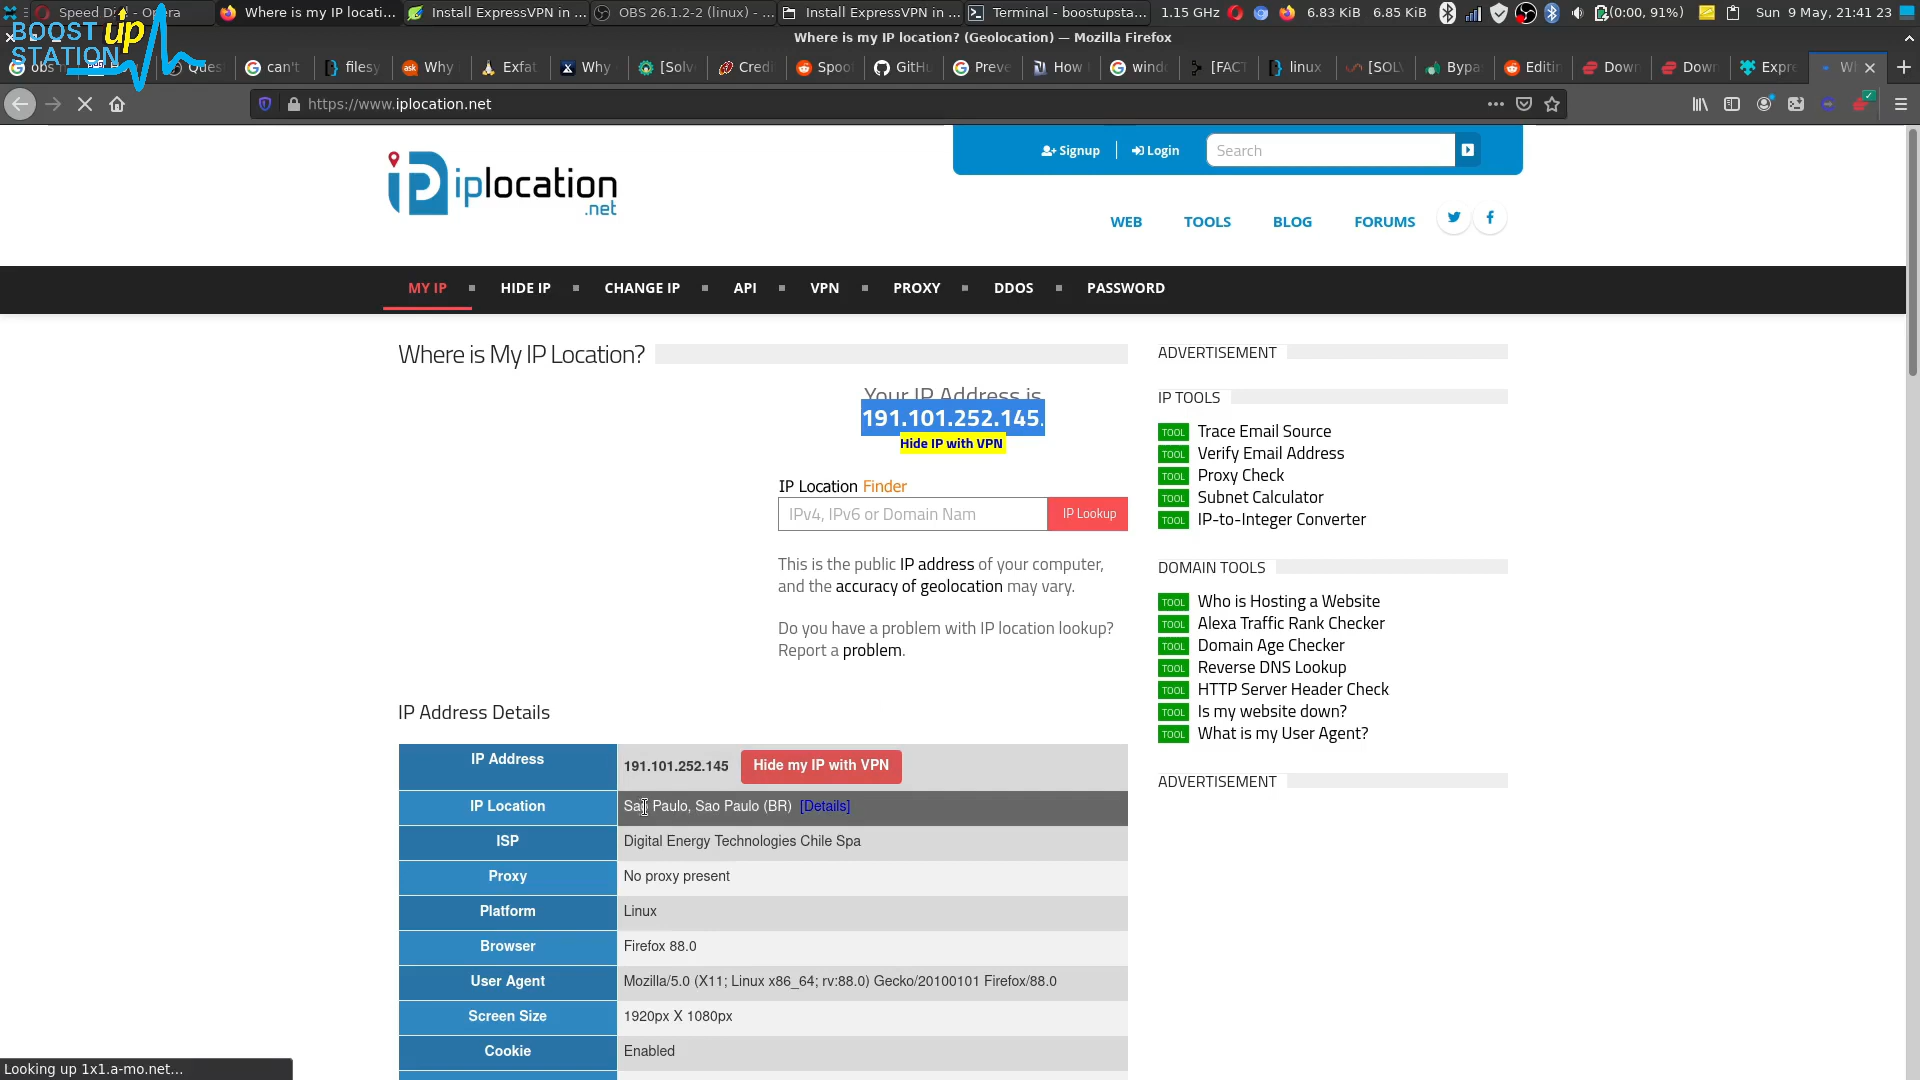 Speed Di l - Opera
Where is my IP locati...
Install ExpressVPN in ...
OBS 26.1.2-2 (linux) - ...
Install ExpressVPN in ...
Terminal - boostupsta...
1.15 GHz
6.83 KiB
6.85 KiB
(0:00, 91%)
Sun 9 May, 21:41 23
BOOST up
STATION
Where is my IP location? (Geolocation) — Mozilla Firefox
obs
Ques
can't
filesy
Why
Exfat
Why
[Solv
Credi
Spoo
GitHu
Preve
How
windo
[FACT
linux
[SOLV
Bypa
Editin
Down
Down
Expre
Wh
https://www.iplocation.net
iplocation
.net
Signup
Login
Search
WEB
TOOLS
BLOG
FORUMS
MY IP
HIDE IP
CHANGE IP
API
VPN
PROXY
DDOS
PASSWORD
Where is My IP Location?
Your IP Address is
191.101.252.145.
Hide IP with VPN
IP Location Finder
IPv4, IPv6 or Domain Nam
IP Lookup
This is the public IP address of your computer,
and the accuracy of geolocation may vary.
Do you have a problem with IP location lookup?
Report a problem.
ADVERTISEMENT
IP TOOLS
TOOL Trace Email Source
TOOL Verify Email Address
TOOL Proxy Check
TOOL Subnet Calculator
TOOL IP-to-Integer Converter
DOMAIN TOOLS
TOOL Who is Hosting a Website
TOOL Alexa Traffic Rank Checker
TOOL Domain Age Checker
TOOL Reverse DNS Lookup
TOOL HTTP Server Header Check
TOOL Is my website down?
TOOL What is my User Agent?
ADVERTISEMENT
IP Address Details
IP Address 191.101.252.145 Hide my IP with VPN
IP Location Sao Paulo, Sao Paulo (BR) [Details]
ISP Digital Energy Technologies Chile Spa
Proxy No proxy present
Platform Linux
Browser Firefox 88.0
User Agent Mozilla/5.0 (X11; Linux x86_64; rv:88.0) Gecko/20100101 Firefox/88.0
Screen Size 1920px X 1080px
Cookie Enabled
Looking up 1x1.a-mo.net...